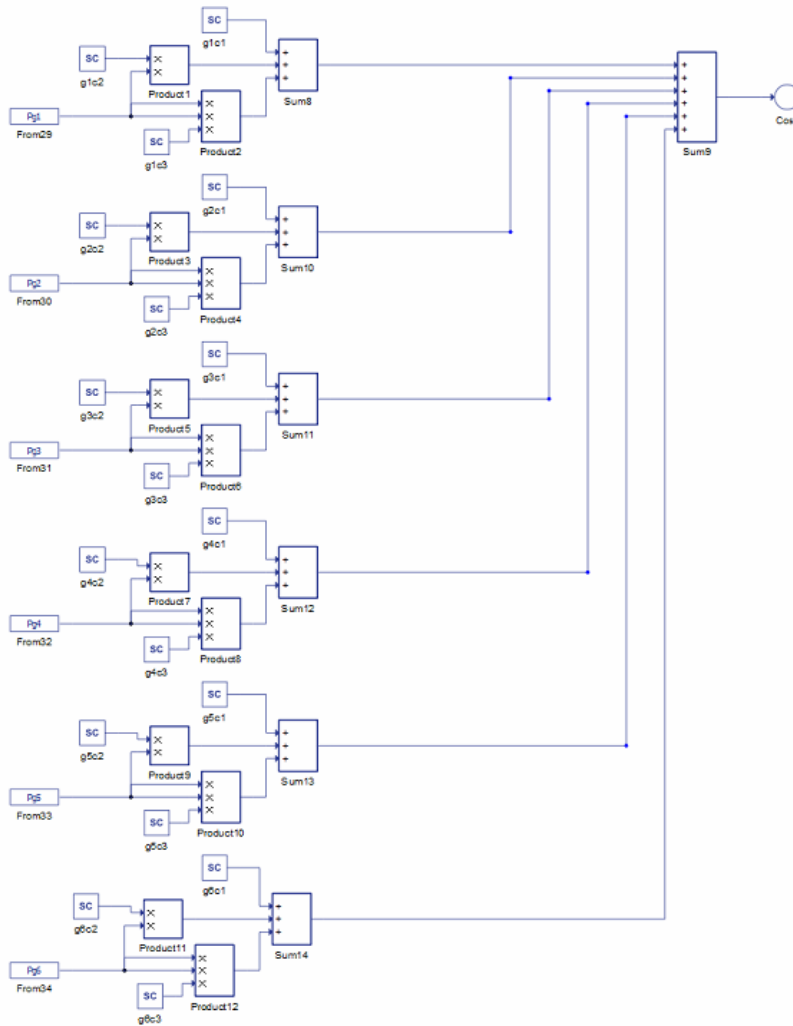 SC
g1c1
SC
g1c2
Product1
Sum8
Pg1
From29
Product2
SC
g1c3
Sum9
Cos
SC
g2c1
SC
g2c2
Product3
Sum10
Pg2
From30
Product4
SC
g2c3
SC
g3c1
SC
g3c2
Product5
Sum11
Pg3
From31
Product6
SC
g3c3
SC
g4c1
SC
g4c2
Product7
Sum12
Pg4
From32
Product8
SC
g4c3
SC
g5c1
SC
g5c2
Product9
Sum13
Pg5
From33
Product10
SC
g5c3
SC
g6c1
SC
g6c2
Product11
Sum14
Pg6
From34
Product12
SC
g6c3